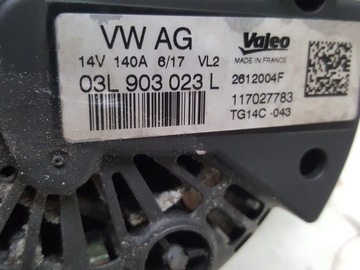 VW AG
14V 140A 6/17 VL2
03L 903 023 L
Valeo
MADE IN FRANCE
2612004F
117027783
TG14C -043